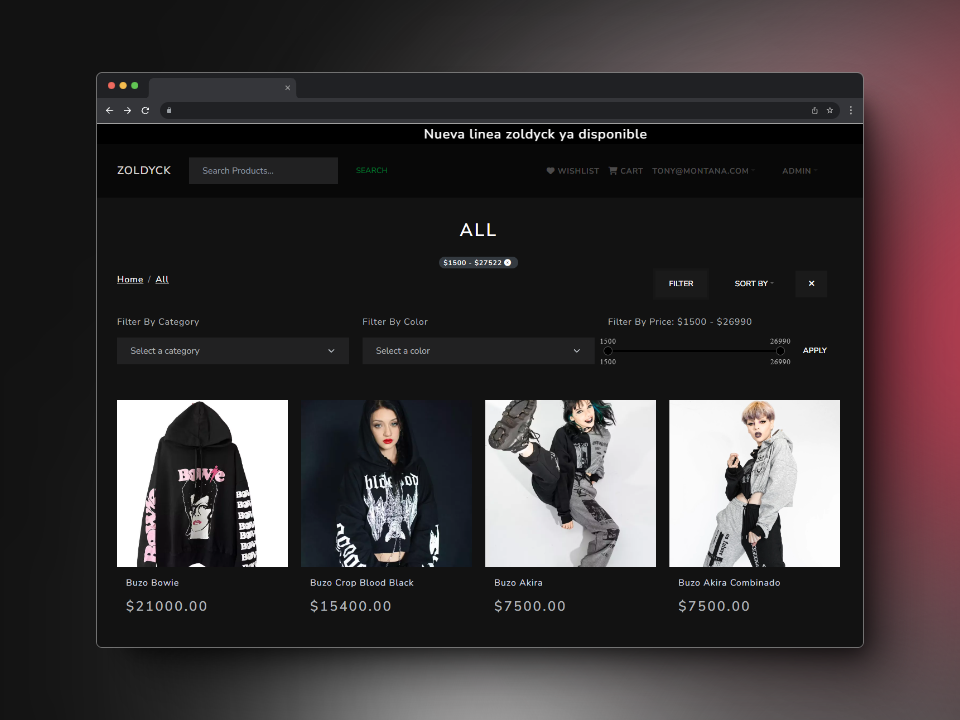 Nueva linea zoldyck ya disponible
ZOLDYCK Search Products... SEARCH WISHLIST CART TONY@MONTANA.COM ADMIN
ALL
$1500 - $27522
Home / All FILTER SORT BY
Filter By Category Filter By Color Filter By Price: $1500 - $26990
1500 26990
Select a category Select a color APPLY
1500 26990
Bowie
blood
Buzo Bowie Buzo Crop Blood Black Buzo Akira Buzo Akira Combinado
$21000.00 $15400.00 $7500.00 $7500.00